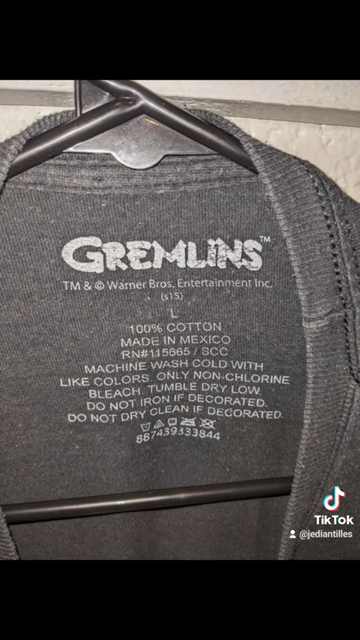 GREMLINS™
TM & © Warner Bros. Entertainment Inc.
(s15)
L
100% COTTON
MADE IN MEXICO
RN#115665 / SCC
MACHINE WASH COLD WITH
LIKE COLORS. ONLY NON-CHLORINE
BLEACH. TUMBLE DRY LOW.
DO NOT IRON IF DECORATED.
DO NOT DRY CLEAN IF DECORATED.
887439333844
TikTok
@jediantilles